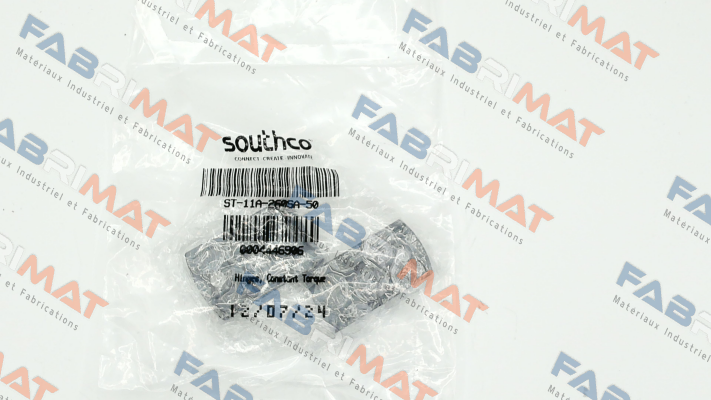 southco
CONNECT·CREATE·INNOVATE
ST-11A-260SA-50
0004446906
Hinges, Constant Torque
12/07/24
FABRIMAT
Matériaux Industriel et Fabrications